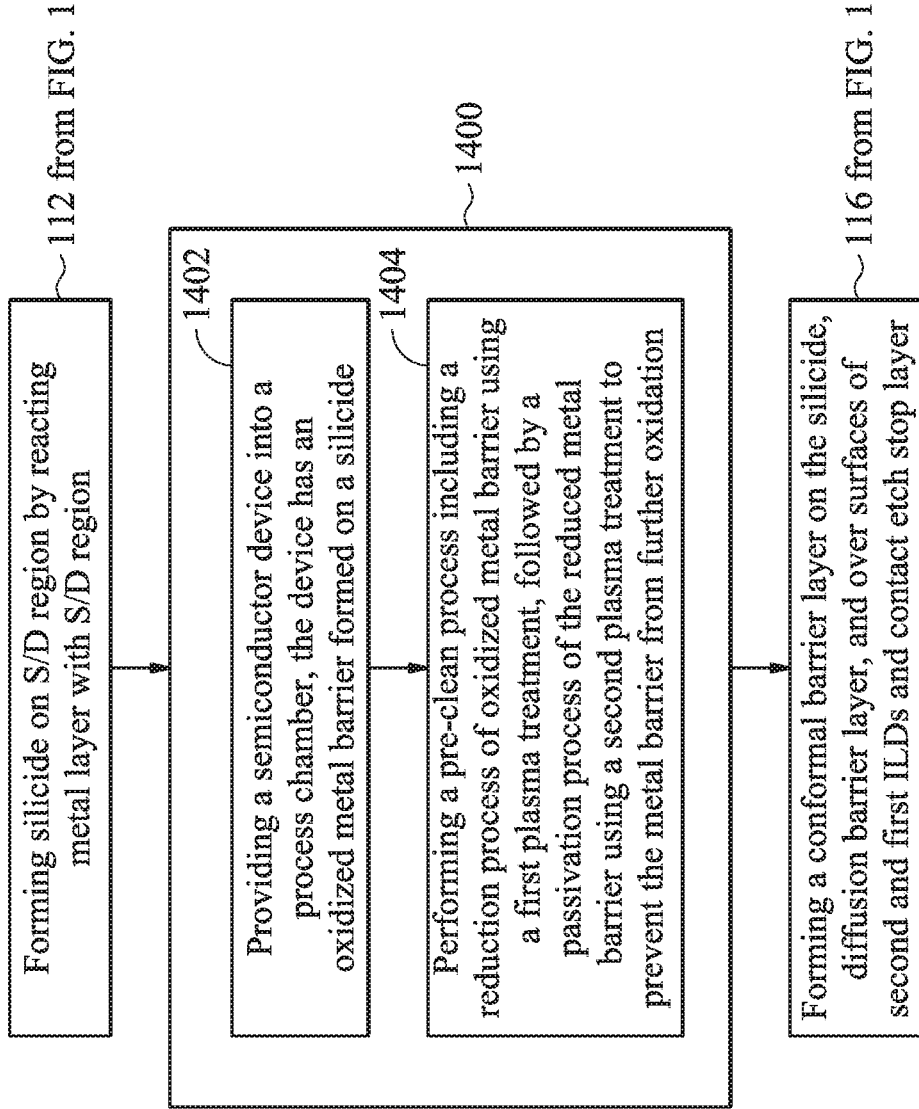 Forming silicide on S/D region by reacting
metal layer with S/D region
112 from FIG. 1
1400
1402
Providing a semiconductor device into a
process chamber, the device has an
oxidized metal barrier formed on a silicide
1404
Performing a pre-clean process including a
reduction process of oxidized metal barrier using
a first plasma treatment, followed by a
passivation process of the reduced metal
barrier using a second plasma treatment to
prevent the metal barrier from further oxidation
Forming a conformal barrier layer on the silicide,
diffusion barrier layer, and over surfaces of
second and first ILDs and contact etch stop layer
116 from FIG. 1